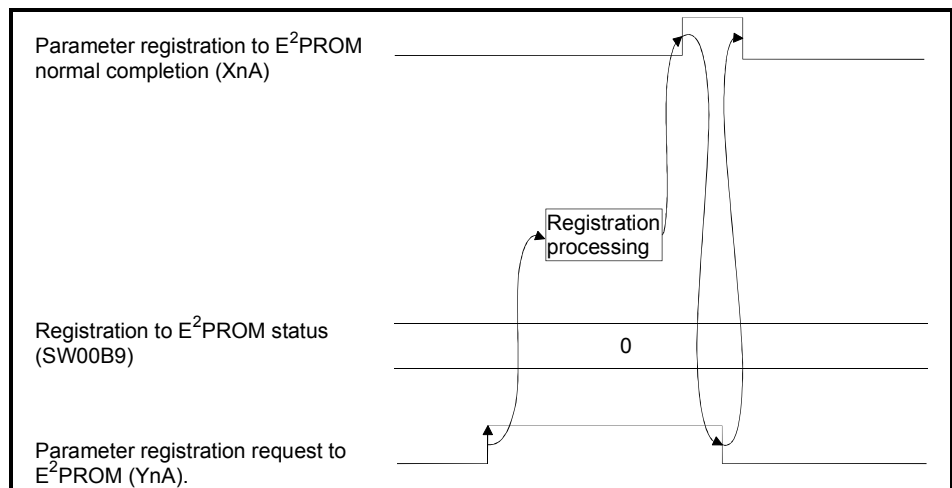 Parameter registration to E²PROM
normal completion (XnA)
Registration
processing
Registration to E²PROM status
(SW00B9)
0
Parameter registration request to
E²PROM (YnA).